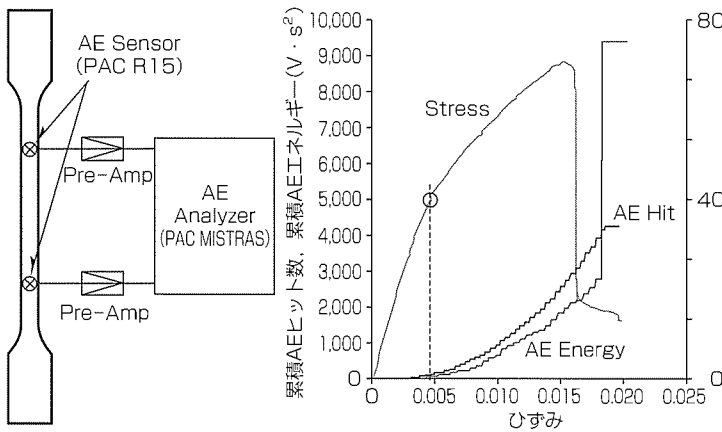 AE Sensor
(PAC R15)
Pre-Amp
AE
Analyzer
(PAC MISTRAS)
Pre-Amp
累積AEヒット数，累積AEエネルギー(V・s²)
10,000
9,000
8,000
7,000
6,000
5,000
4,000
3,000
2,000
1,000
0
Stress
AE Hit
AE Energy
80
40
0
0 0.005 0.010 0.015 0.020 0.025
ひずみ